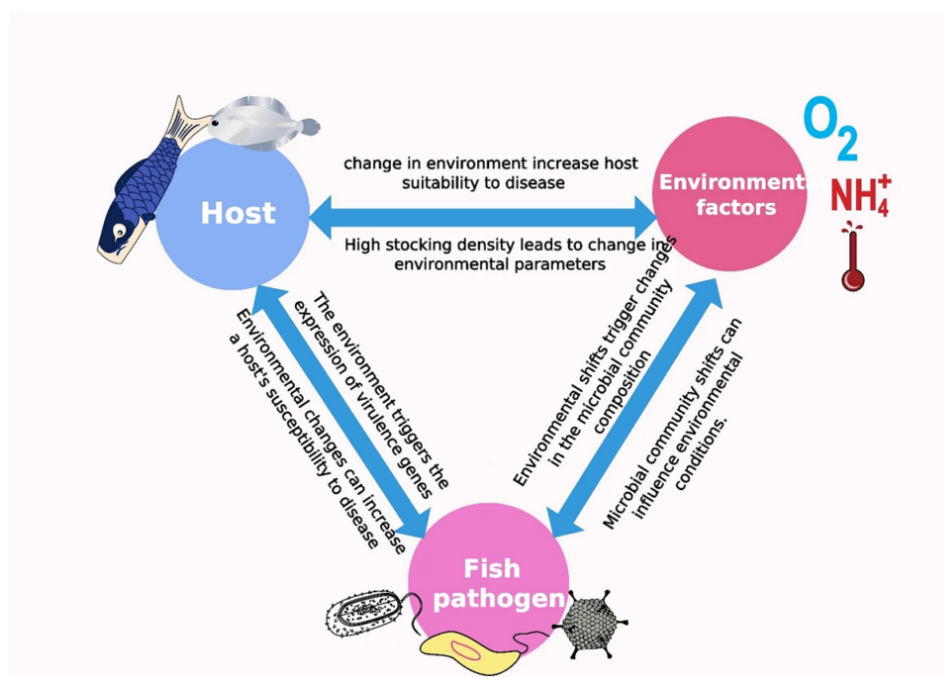 O2
change in environment increase host
suitability to disease
Environmental
factors
NH4+
Host
High stocking density leads to change in
environmental parameters
The environment triggers the
expression of virulence genes
Environmental changes can increase
a host's susceptibility to disease
Environmental shifts trigger changes
in the microbial community
composition
Microbial community shifts can
influence environmental
conditions.
Fish
pathogen